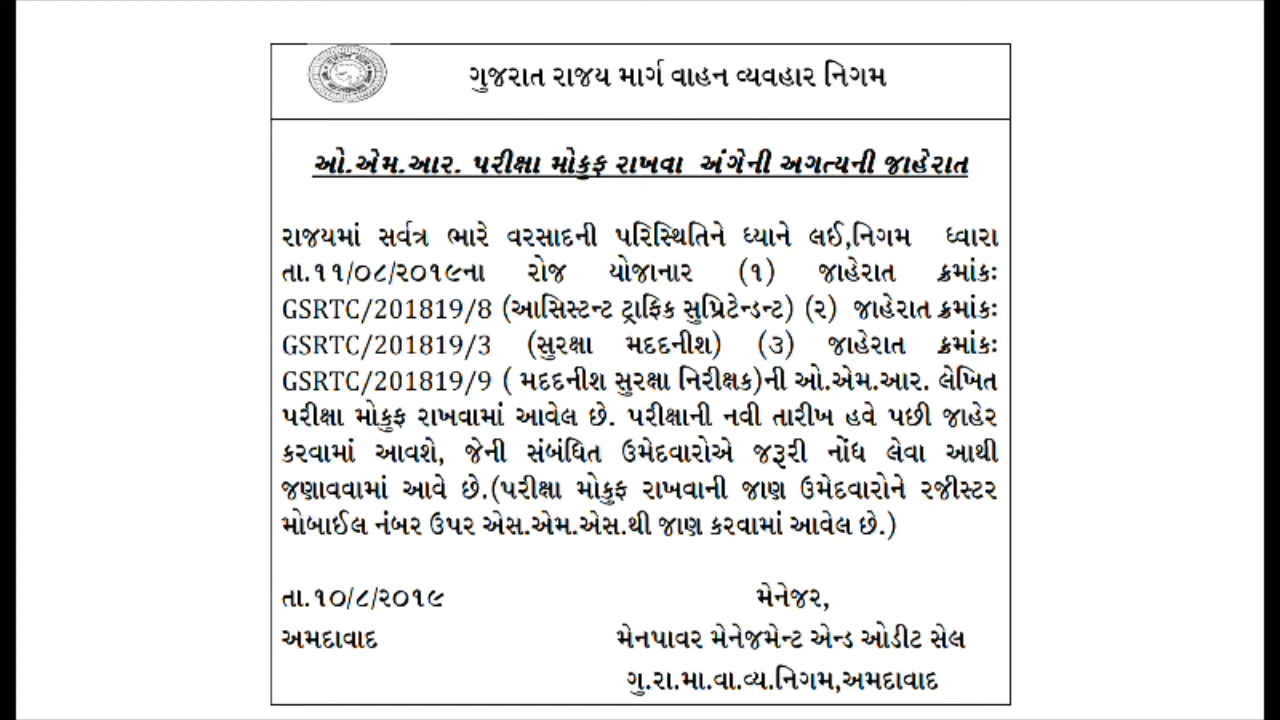 ગુજરાત રાજય માર્ગ વાહન વ્યવહાર નિગમ
ઓ.એમ.આર. પરીક્ષા મોકુફ રાખવા અંગેની અગત્યની જાહેરાત
રાજયમાં સર્વત્ર ભારે વરસાદની પરિસ્થિતિને ધ્યાને લઈ,નિગમ ધ્વારા
તા.૧૧/૦૮/૨૦૧૯ના રોજ યોજાનાર (૧) જાહેરાત ક્રમાંકઃ
GSRTC/201819/8 (આસિસ્ટન્ટ ટ્રાફિક સુપ્રિટેન્ડન્ટ) (૨) જાહેરાત ક્રમાંકઃ
GSRTC/201819/3 (સુરક્ષા મદદનીશ) (૩) જાહેરાત ક્રમાંકઃ
GSRTC/201819/9 ( મદદનીશ સુરક્ષા નિરીક્ષક)ની ઓ.એમ.આર. લેખિત
પરીક્ષા મોકુફ રાખવામાં આવેલ છે. પરીક્ષાની નવી તારીખ હવે પછી જાહેર
કરવામાં આવશે, જેની સંબંધિત ઉમેદવારોએ જરૂરી નોંધ લેવા આથી
જણાવવામાં આવે છે.(પરીક્ષા મોકુફ રાખવાની જાણ ઉમેદવારોને રજીસ્ટર
મોબાઈલ નંબર ઉપર એસ.એમ.એસ.થી જાણ કરવામાં આવેલ છે.)
તા.૧૦/૮/૨૦૧૯ મેનેજર,
અમદાવાદ મેનપાવર મેનેજમેન્ટ એન્ડ ઓડીટ સેલ
ગુ.રા.મા.વા.વ્ય.નિગમ,અમદાવાદ